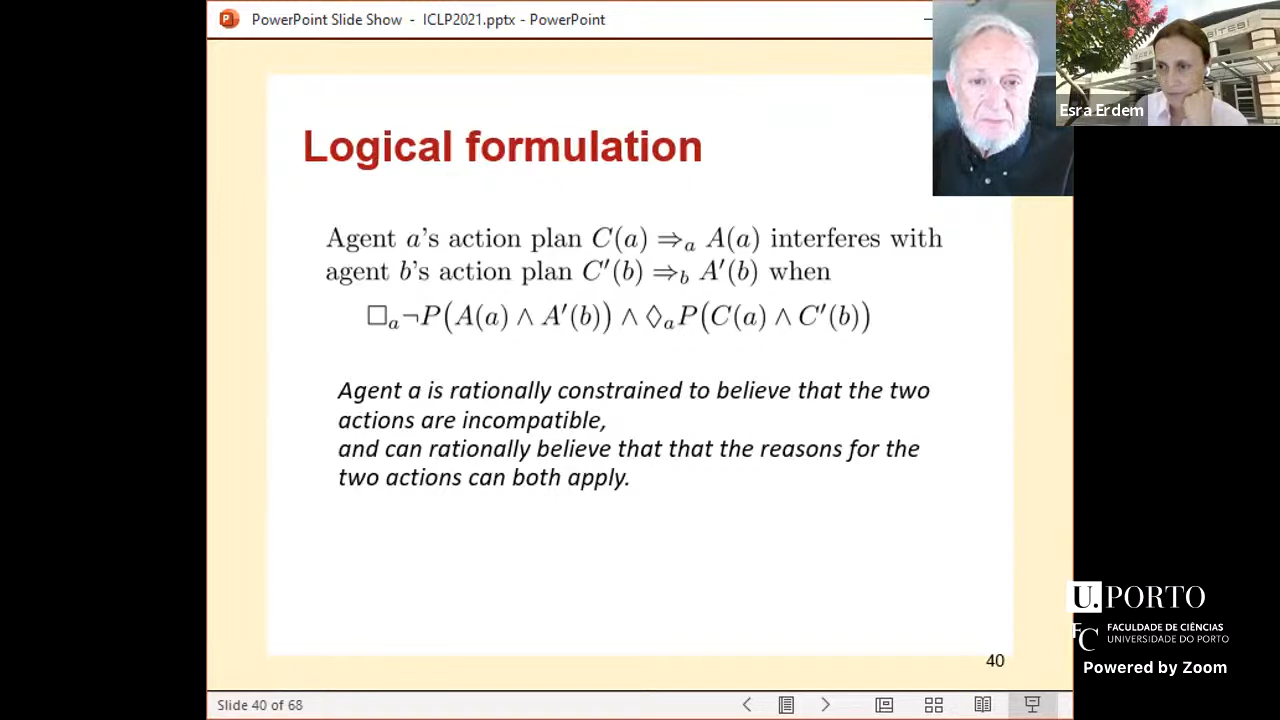 PowerPoint Slide Show - ICLP2021.pptx - PowerPoint
Esra Erdem
Logical formulation
Agent a's action plan C(a) ⇒ₐ A(a) interferes with
agent b's action plan C′(b) ⇒_b A′(b) when
□ₐ¬P(A(a) ∧ A′(b)) ∧ ◊ₐP(C(a) ∧ C′(b))
Agent a is rationally constrained to believe that the two
actions are incompatible,
and can rationally believe that that the reasons for the
two actions can both apply.
40
Slide 40 of 68
U. PORTO
FC FACULDADE DE CIÊNCIAS
UNIVERSIDADE DO PORTO
Powered by Zoom